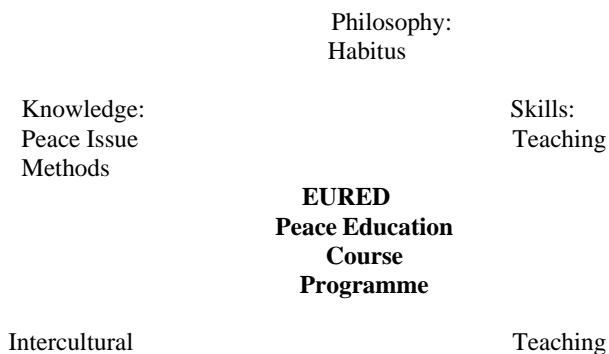 Philosophy:
Habitus
Knowledge: Skills:
Peace Issue Teaching
Methods
EURED
Peace Education
Course
Programme
Intercultural Teaching